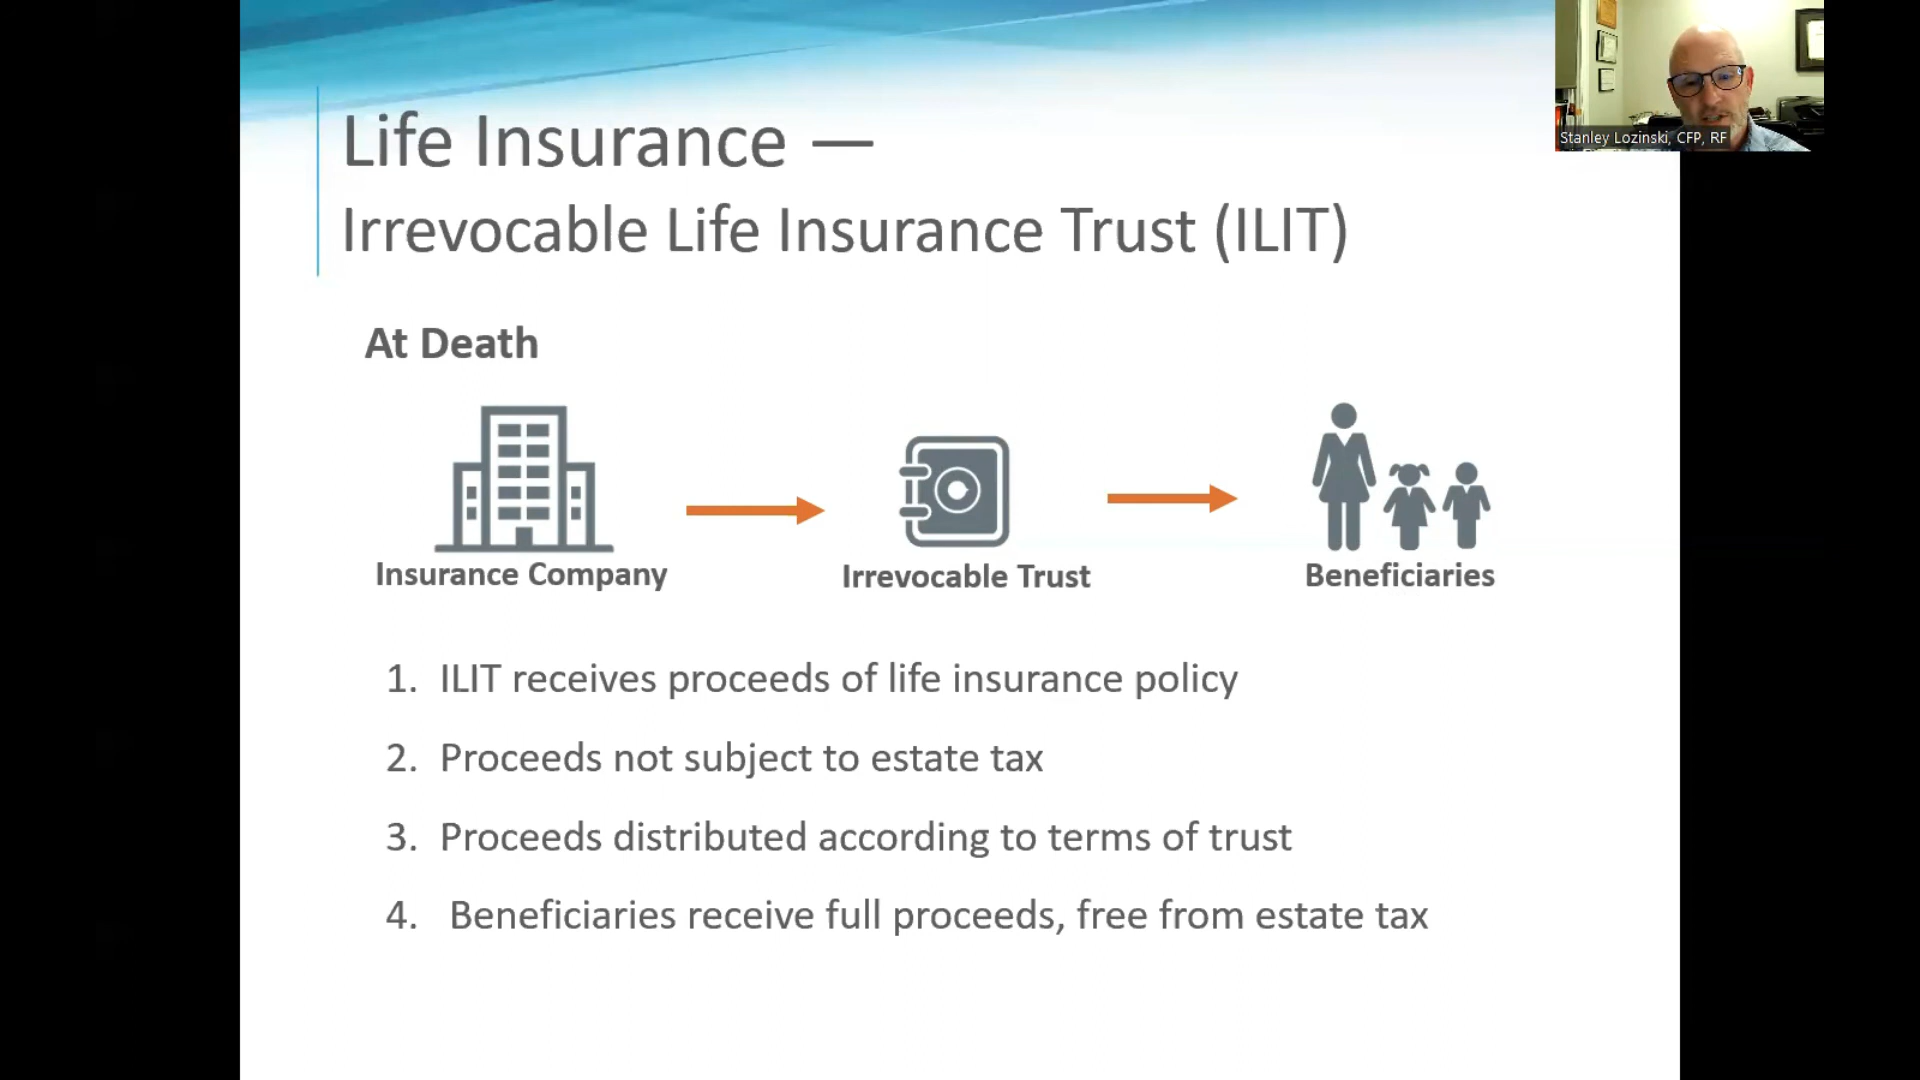 Life Insurance —
Irrevocable Life Insurance Trust (ILIT)
Stanley Lozinski, CFP, RF
At Death
Insurance Company
Irrevocable Trust
Beneficiaries
1. ILIT receives proceeds of life insurance policy
2. Proceeds not subject to estate tax
3. Proceeds distributed according to terms of trust
4. Beneficiaries receive full proceeds, free from estate tax